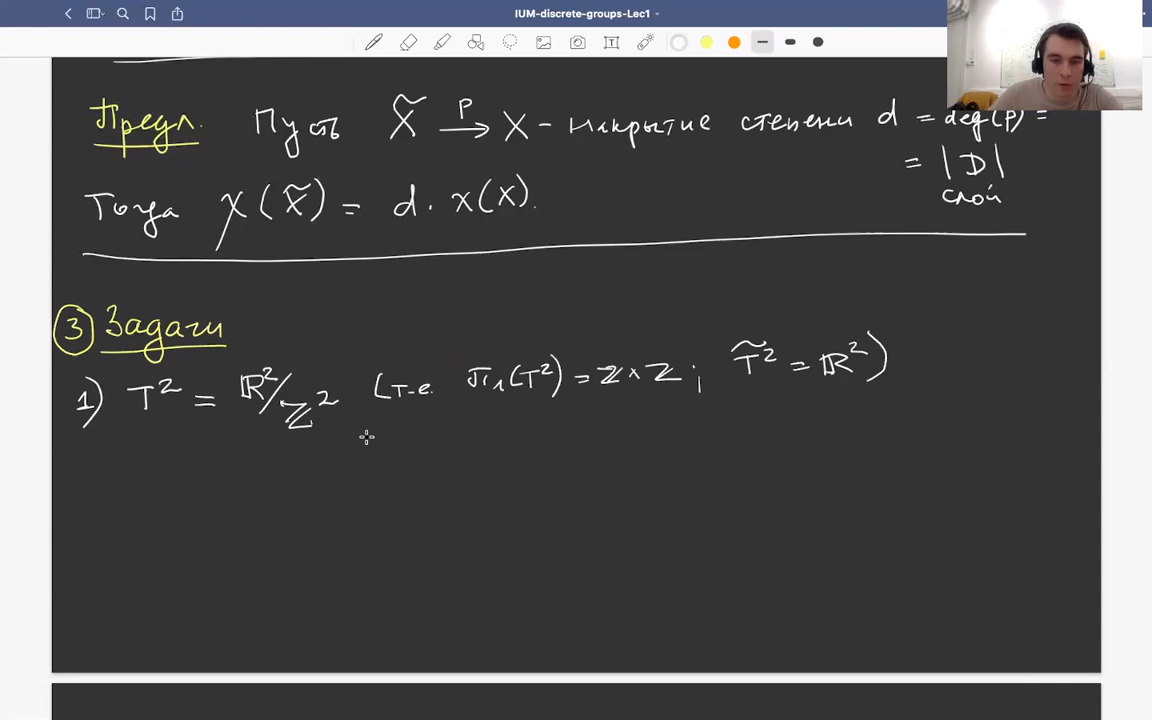 IUM-discrete-groups-Lec1
Предл. Пусть X̃ →ᵖ X - накрытие степени d = deg(p) =
= |D|
слой
Тогда χ(X̃) = d · χ(X).
③ Задачи
1) T² = ℝ²/ℤ² (т.е. π₁(T²) = ℤ×ℤ; T̃² = ℝ²)